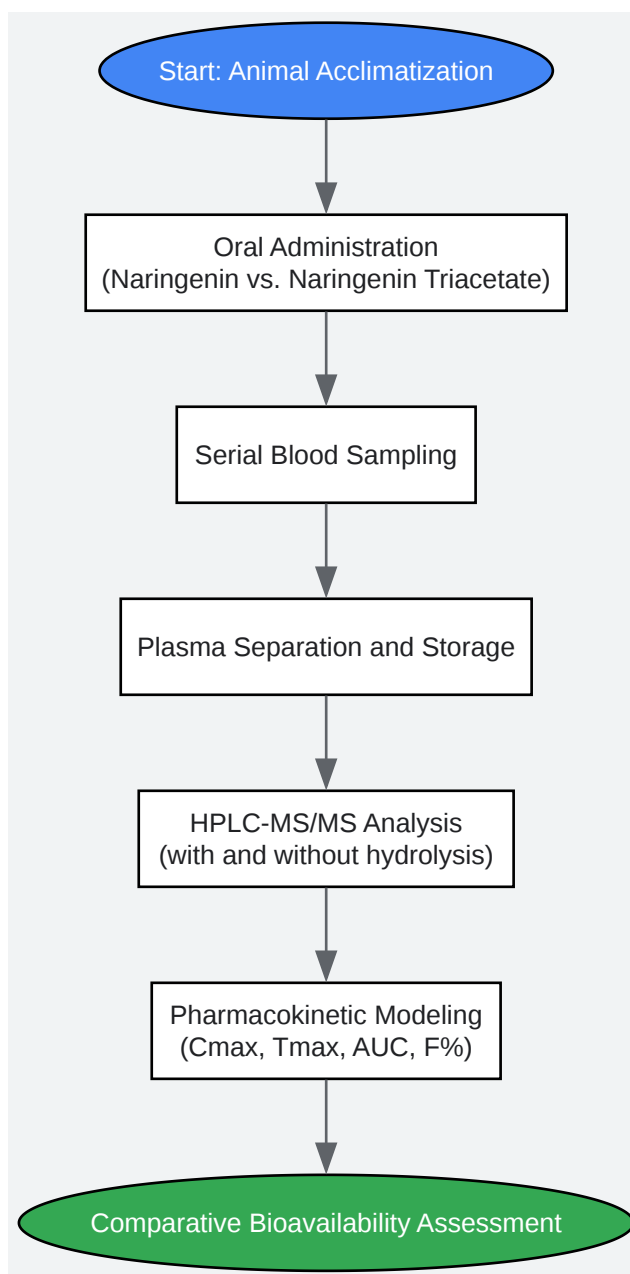 Start: Animal Acclimatization
Oral Administration
(Naringenin vs. Naringenin Triacetate)
Serial Blood Sampling
Plasma Separation and Storage
HPLC-MS/MS Analysis
(with and without hydrolysis)
Pharmacokinetic Modeling
(Cmax, Tmax, AUC, F%)
Comparative Bioavailability Assessment